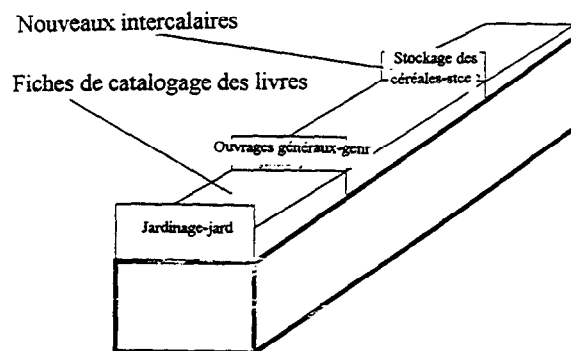 Nouveaux intercalaires
Stockage des
céréales-stce
Fiches de catalogage des livres
Ouvrages généraux-genr
Jardinage-jard